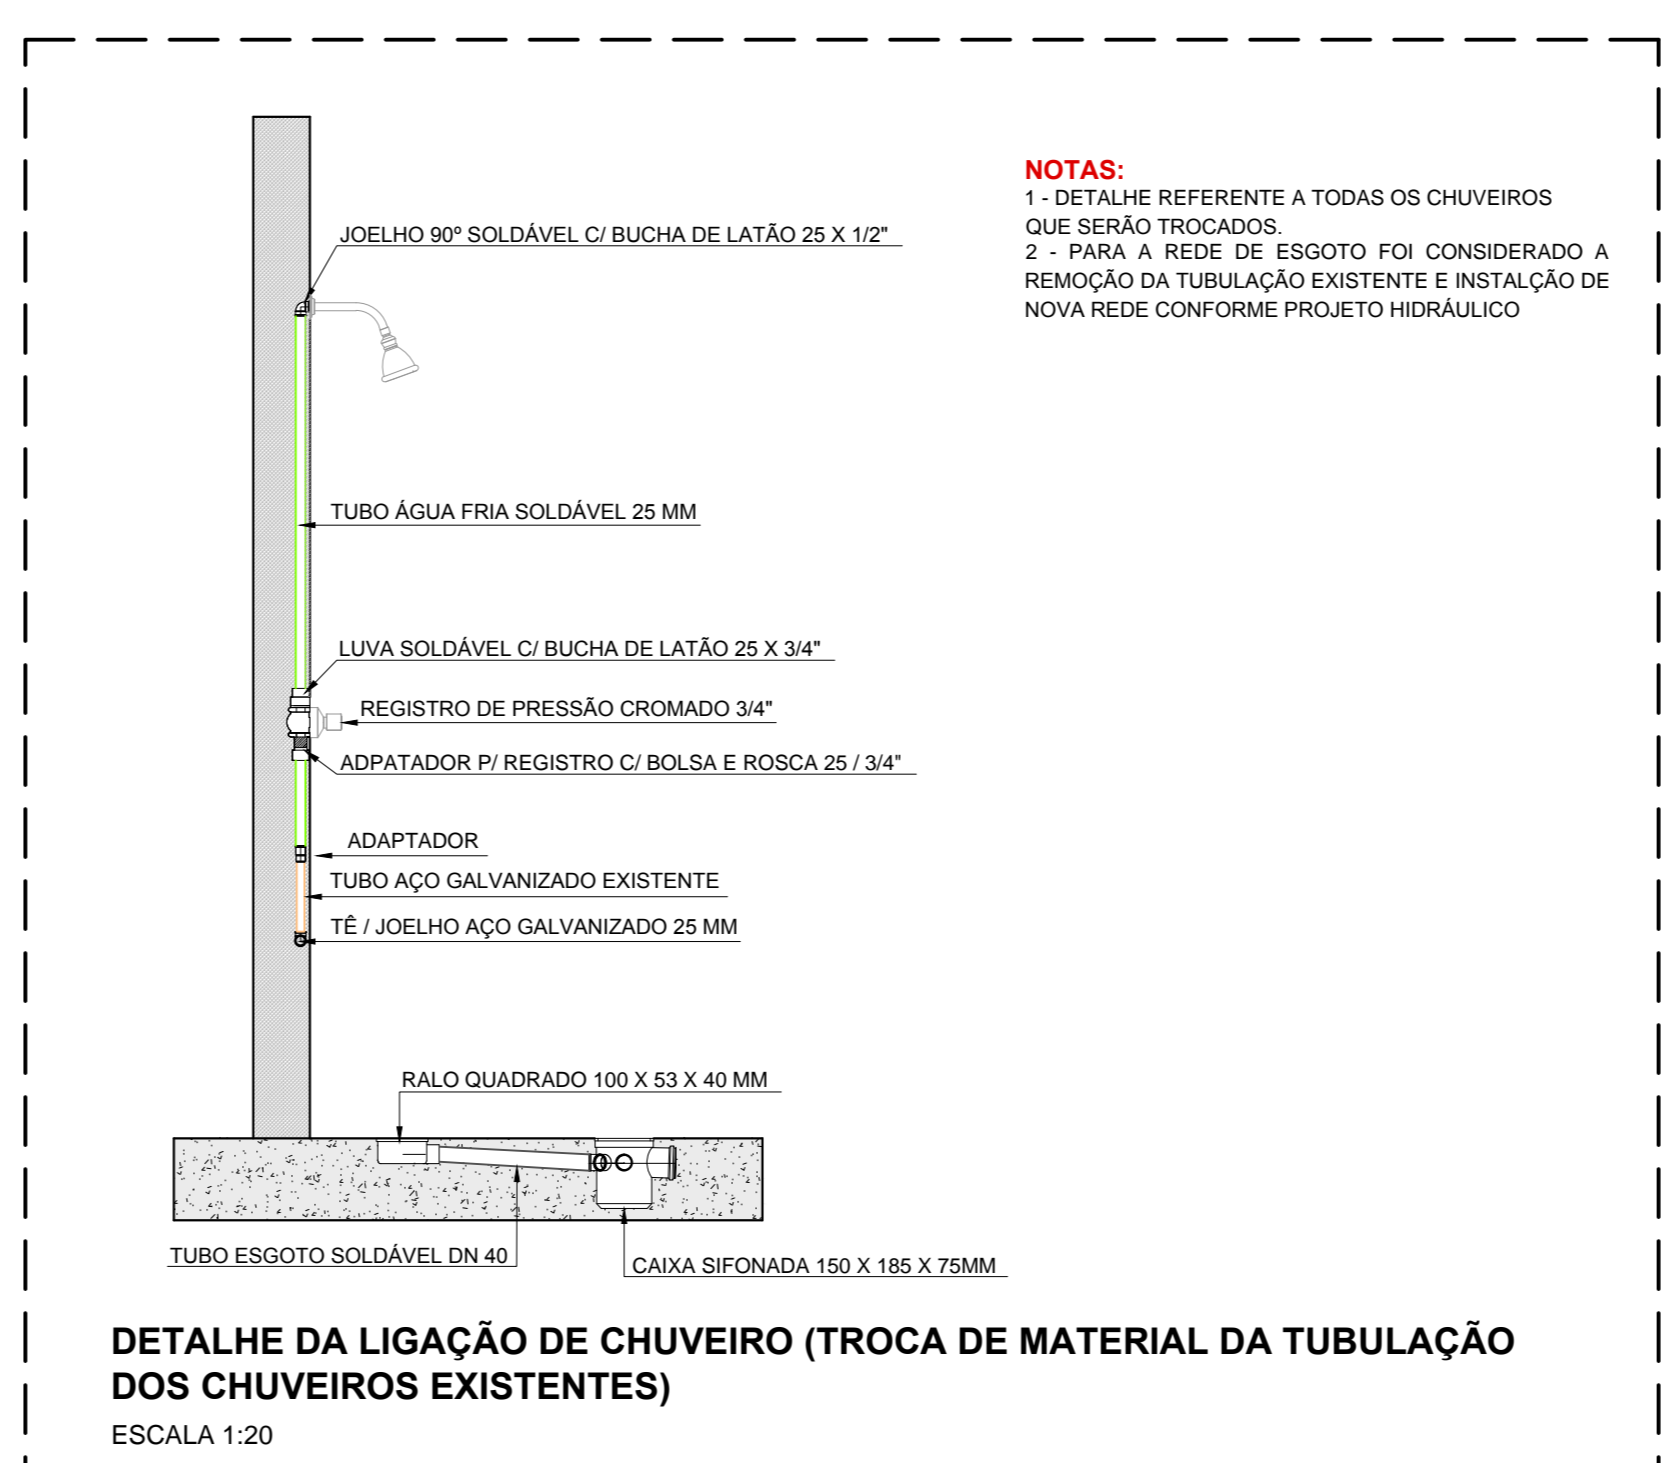 NOTAS:
1 - DETALHE REFERENTE A TODAS OS CHUVEIROS
QUE SERÃO TROCADOS.
2 - PARA A REDE DE ESGOTO FOI CONSIDERADO A
REMOÇÃO DA TUBULAÇÃO EXISTENTE E INSTALÇÃO DE
NOVA REDE CONFORME PROJETO HIDRÁULICO
JOELHO 90º SOLDÁVEL C/ BUCHA DE LATÃO 25 X 1/2"
TUBO ÁGUA FRIA SOLDÁVEL 25 MM
LUVA SOLDÁVEL C/ BUCHA DE LATÃO 25 X 3/4"
REGISTRO DE PRESSÃO CROMADO 3/4"
ADPATADOR P/ REGISTRO C/ BOLSA E ROSCA 25 / 3/4"
ADAPTADOR
TUBO AÇO GALVANIZADO EXISTENTE
TÊ / JOELHO AÇO GALVANIZADO 25 MM
RALO QUADRADO 100 X 53 X 40 MM
TUBO ESGOTO SOLDÁVEL DN 40
CAIXA SIFONADA 150 X 185 X 75MM
DETALHE DA LIGAÇÃO DE CHUVEIRO (TROCA DE MATERIAL DA TUBULAÇÃO
DOS CHUVEIROS EXISTENTES)
ESCALA 1:20